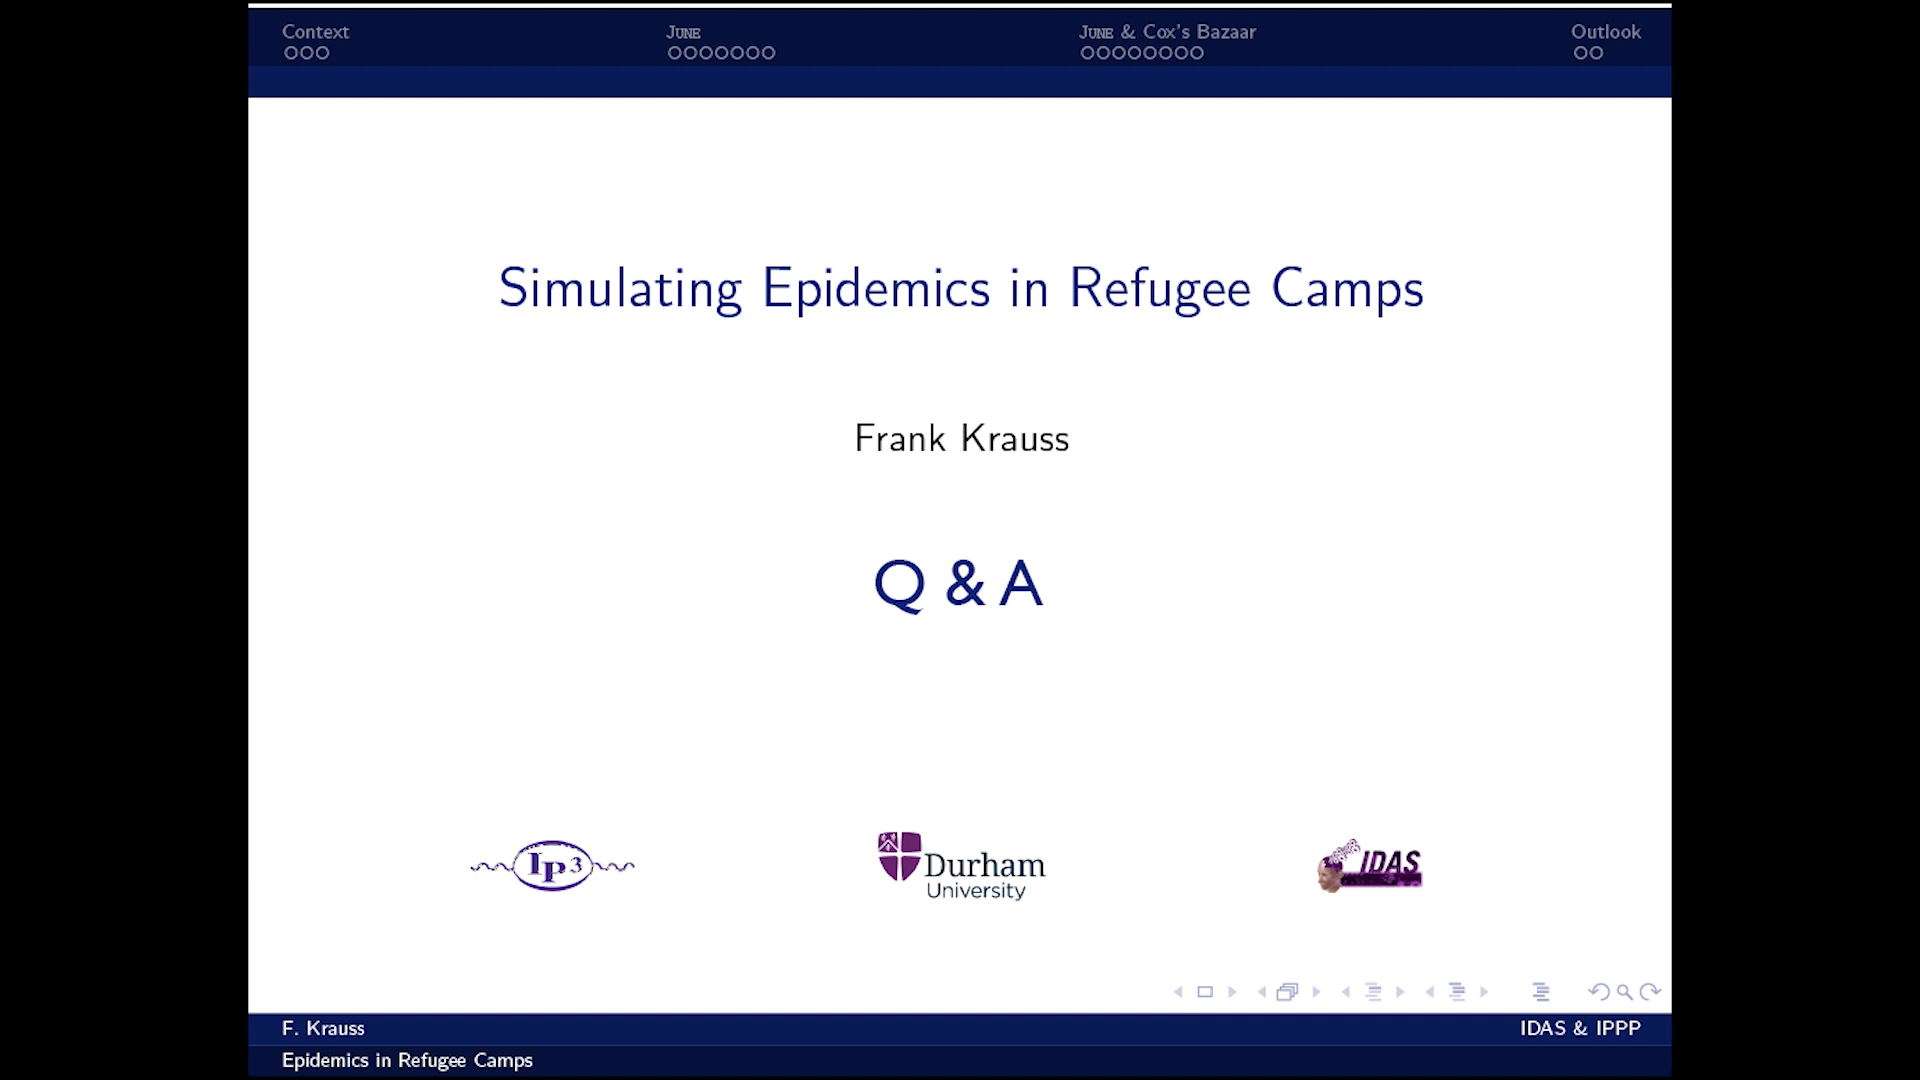 Context
JUNE
JUNE & Cox's Bazaar
Outlook
Simulating Epidemics in Refugee Camps
Frank Krauss
Q & A
Ip3
Durham
University
IDAS
F. Krauss
IDAS & IPPP
Epidemics in Refugee Camps